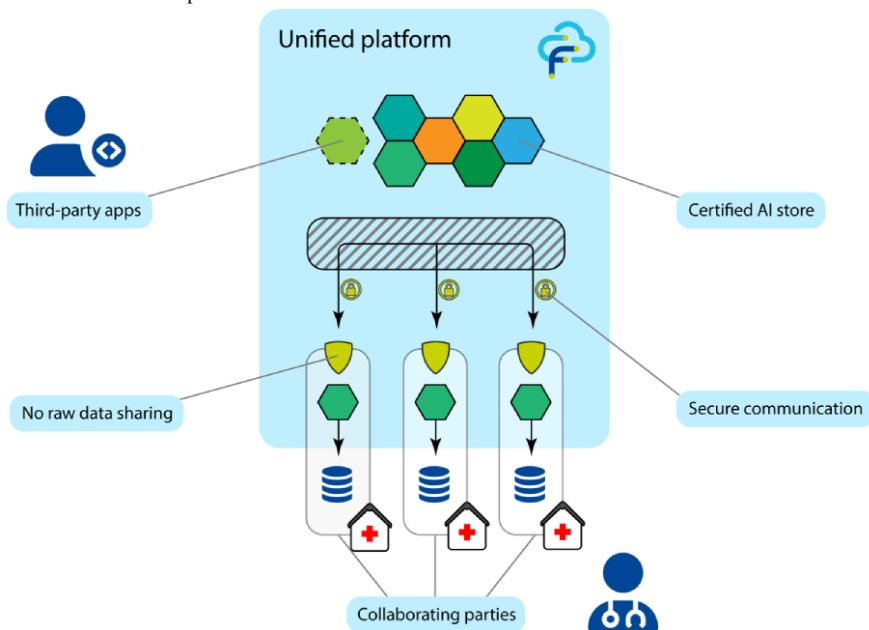 Unified platform
Third-party apps
Certified AI store
No raw data sharing
Secure communication
Collaborating parties